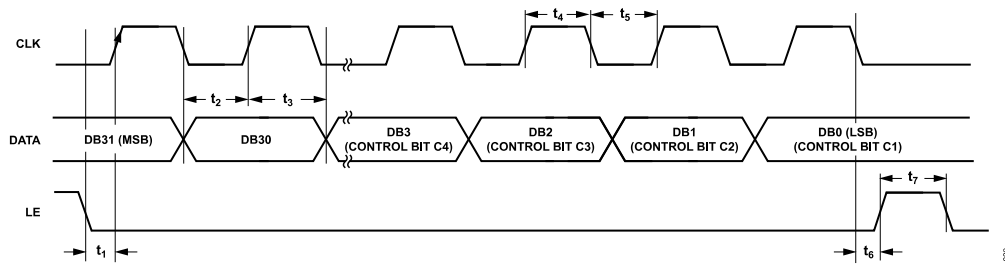 CLK
t4
t5
t2
t3
DATA
DB31 (MSB)
DB30
DB3
(CONTROL BIT C4)
DB2
(CONTROL BIT C3)
DB1
(CONTROL BIT C2)
DB0 (LSB)
(CONTROL BIT C1)
LE
t7
t1
t6